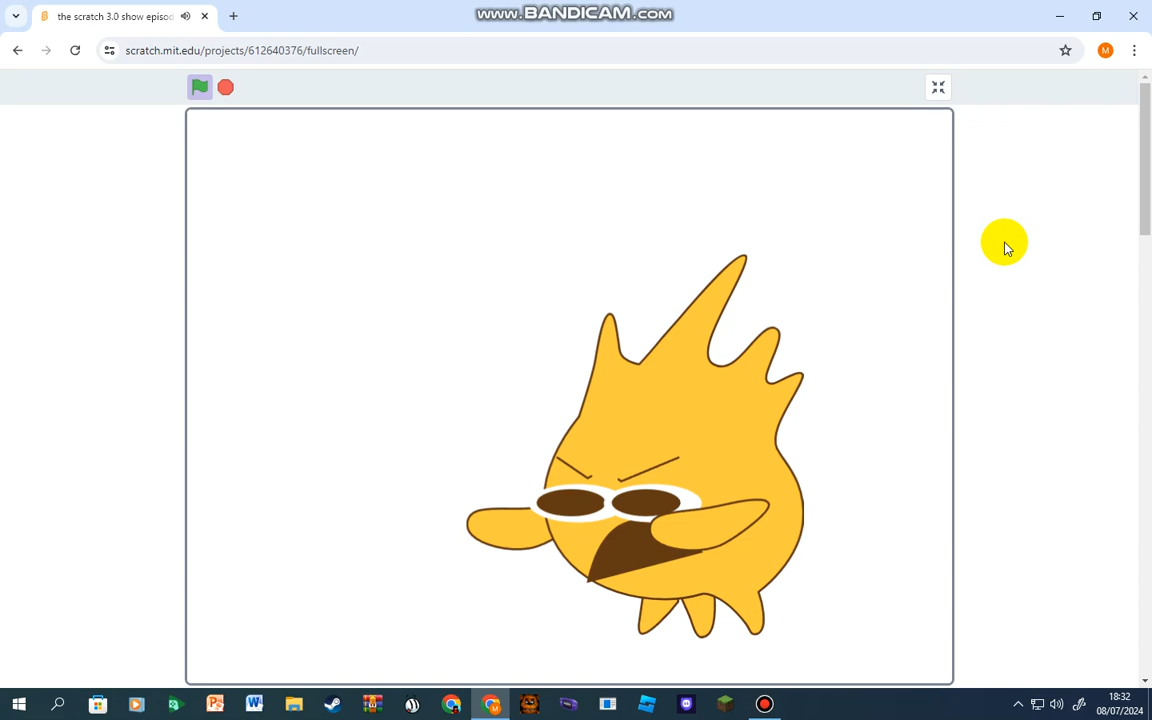 the scratch 3.0 show episod
www.BANDICAM.com
scratch.mit.edu/projects/612640376/fullscreen/
M
18:32
08/07/2024